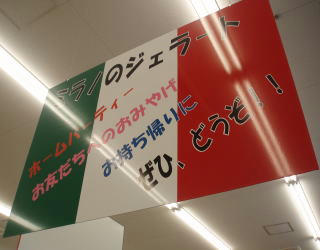 ミラノのジェラート
ホームパーティー
お友だちへのおみやげ
お持ち帰りに
ぜひ、どうぞ!!